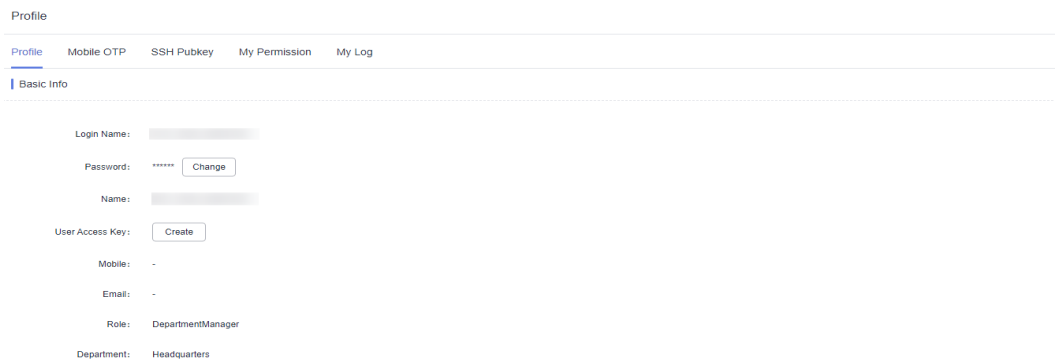 Profile
Profile Mobile OTP SSH Pubkey My Permission My Log
Basic Info
Login Name:
Password: ****** Change
Name:
User Access Key: Create
Mobile: -
Email: -
Role: DepartmentManager
Department: Headquarters